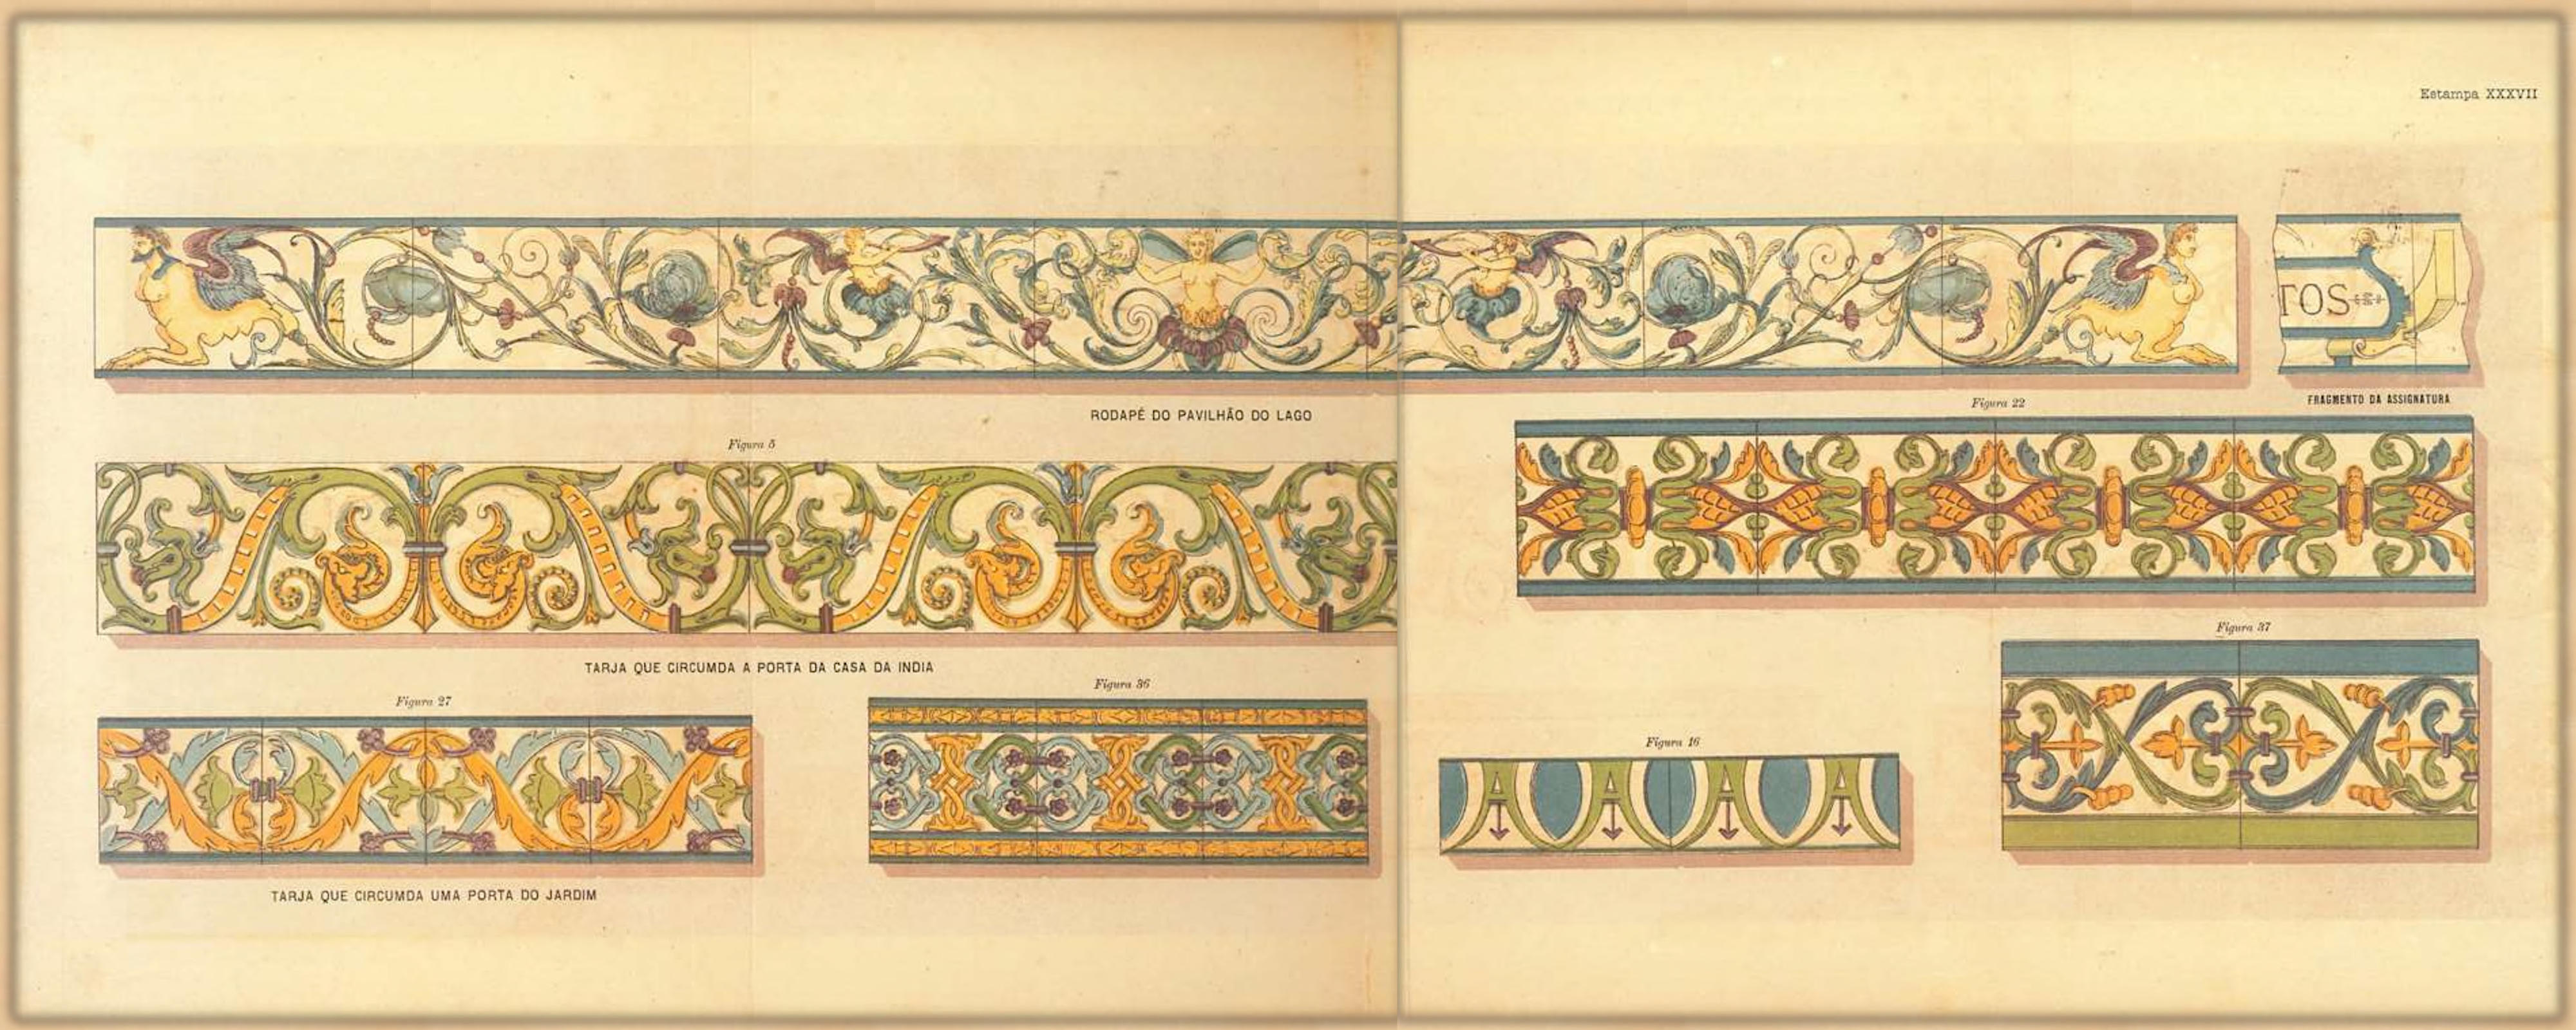 Estampa XXXVII
TOS
RODAPÉ DO PAVILHÃO DO LAGO
FRAGMENTO DA ASSIGNATURA
Figura 22
Figura 5
TARJA QUE CIRCUMDA A PORTA DA CASA DA INDIA
Figura 37
Figura 27
Figura 36
Figura 16
TARJA QUE CIRCUMDA UMA PORTA DO JARDIM